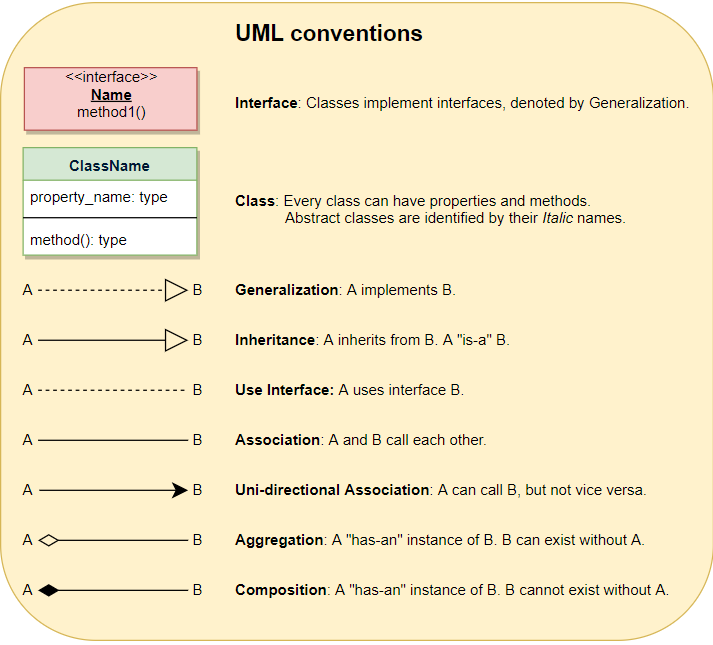 UML conventions
<<interface>>
Name
method1()
Interface: Classes implement interfaces, denoted by Generalization.
ClassName
property_name: type
method(): type
Class: Every class can have properties and methods.
Abstract classes are identified by their Italic names.
A B Generalization: A implements B.
A B Inheritance: A inherits from B. A "is-a" B.
A B Use Interface: A uses interface B.
A B Association: A and B call each other.
A B Uni-directional Association: A can call B, but not vice versa.
A B Aggregation: A "has-an" instance of B. B can exist without A.
A B Composition: A "has-an" instance of B. B cannot exist without A.